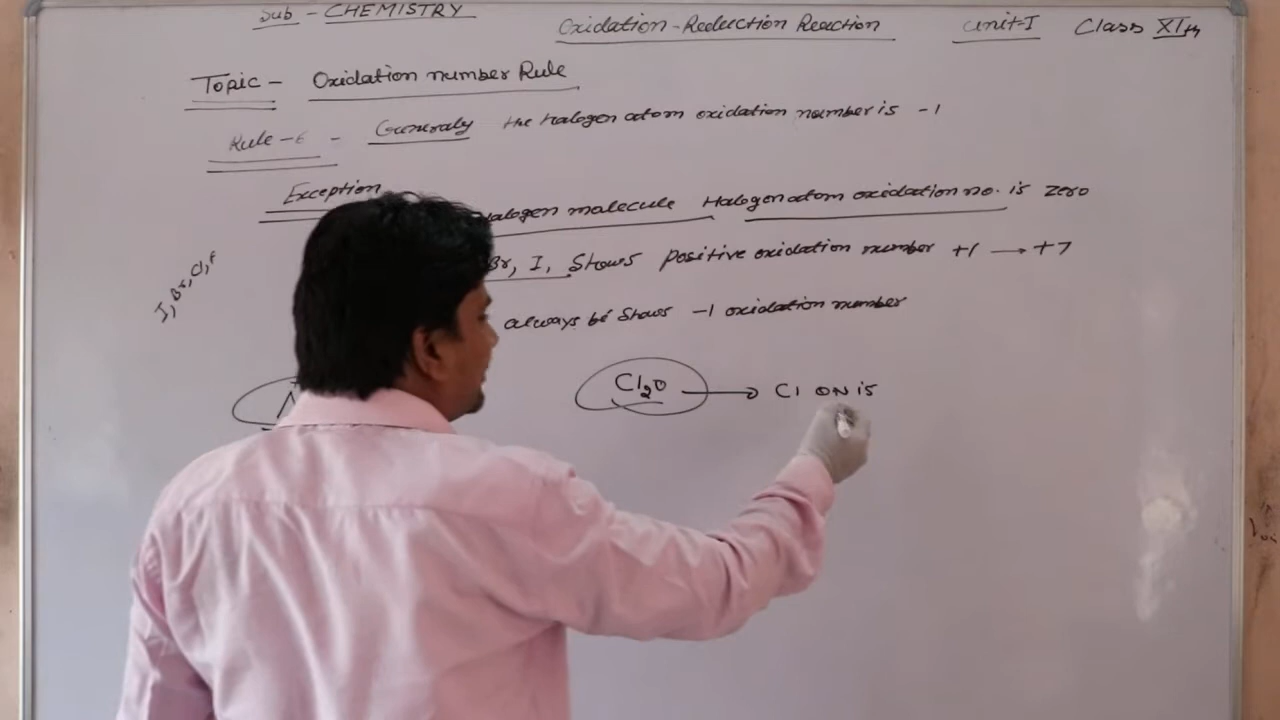 Sub - CHEMISTRY Oxidation-Reduction Reaction Unit-I Class XIth
Topic - Oxidation number Rule
Rule-6 - Generaly the halogen atom oxidation number is -1
Exception
halogen molecule Halogen atom oxidation no. is zero
Br, I, Shows positive oxidation number +1 → +7
I, Br, Cl, F
always be shows -1 oxidation number
Cl2O → Cl ON is